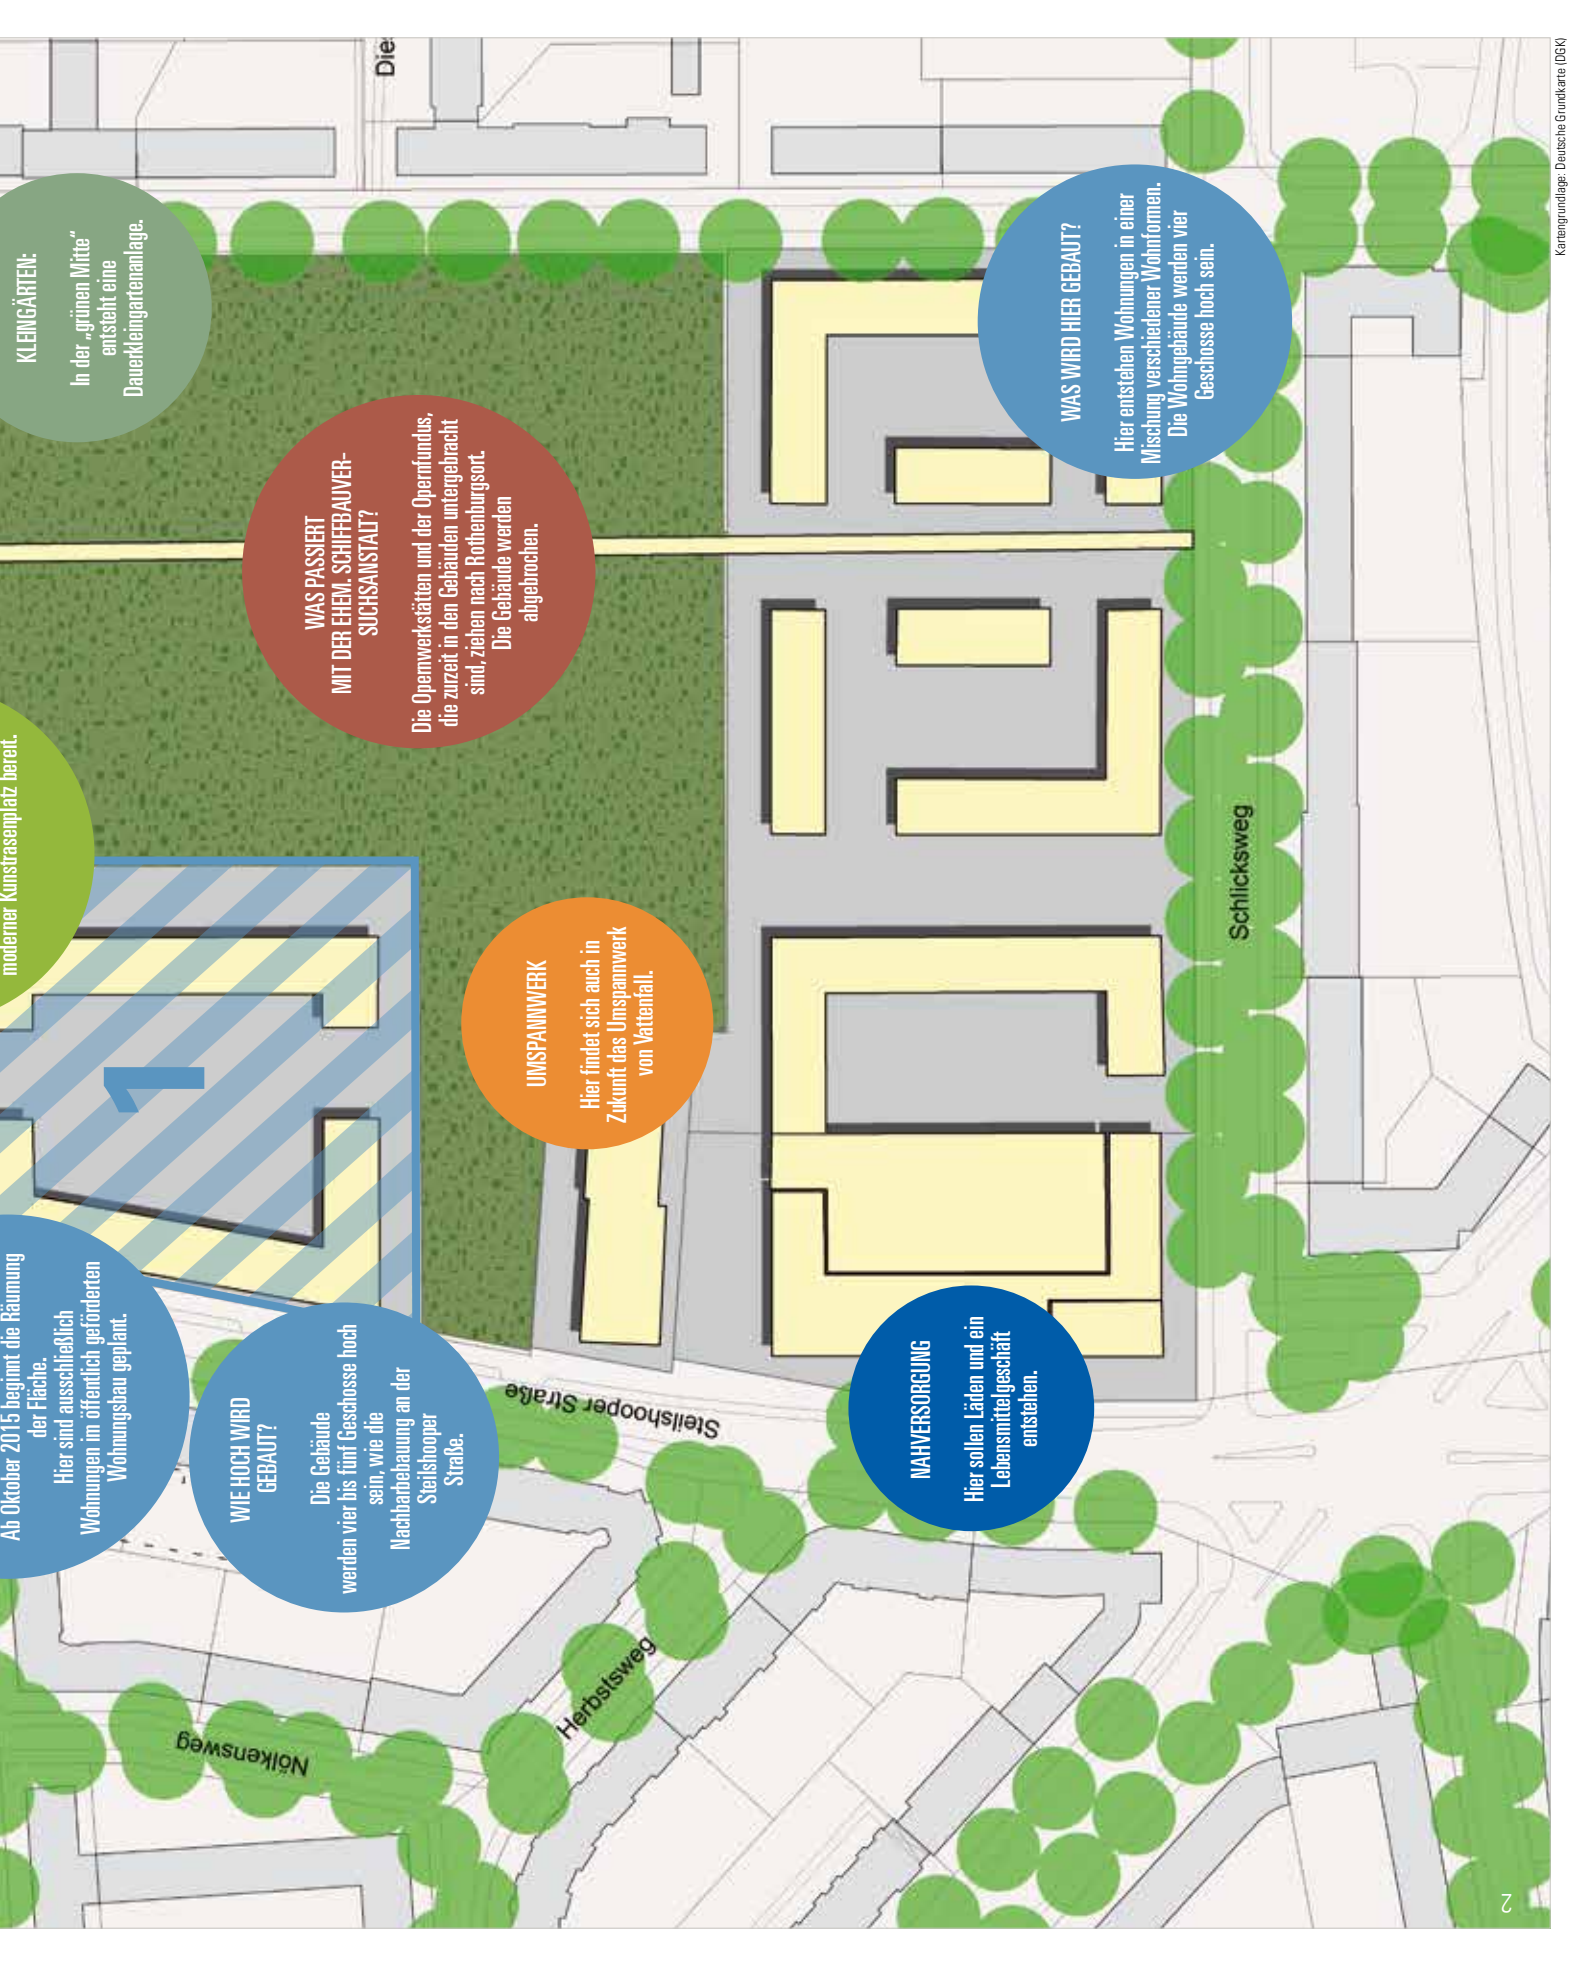 Kartengrundlage: Deutsche Grundkarte (DGK)
KLEINGÄRTEN:
In der „grünen Mitte“
entsteht eine
Dauerkleingartenanlage.
WAS PASSIERT
MIT DER EHEM. SCHIFFBAUVER-
SUCHSANSTALT?
Die Opernwerkstätten und der Opernfundus,
die zurzeit in den Gebäuden untergebracht
sind, ziehen nach Rothenburgsort.
Die Gebäude werden
abgebrochen.
WAS WIRD HIER GEBAUT?
Hier entstehen Wohnungen in einer
Mischung verschiedener Wohnformen.
Die Wohngebäude werden vier
Geschosse hoch sein.
moderner Kunstrasenplatz bereit.
1
UMSPANNWERK
Hier findet sich auch in
Zukunft das Umspannwerk
von Vattenfall.
Ab Oktober 2015 beginnt die Räumung
der Fläche.
Hier sind ausschließlich
Wohnungen im öffentlich geförderten
Wohnungsbau geplant.
WIE HOCH WIRD
GEBAUT?
Die Gebäude
werden vier bis fünf Geschosse hoch
sein, wie die
Nachbarbebauung an der
Steilshooper
Straße.
NAHVERSORGUNG
Hier sollen Läden und ein
Lebensmittelgeschäft
entstehen.
Schlicksweg
Steilshooper Straße
Herbstsweg
Nölkensweg
2